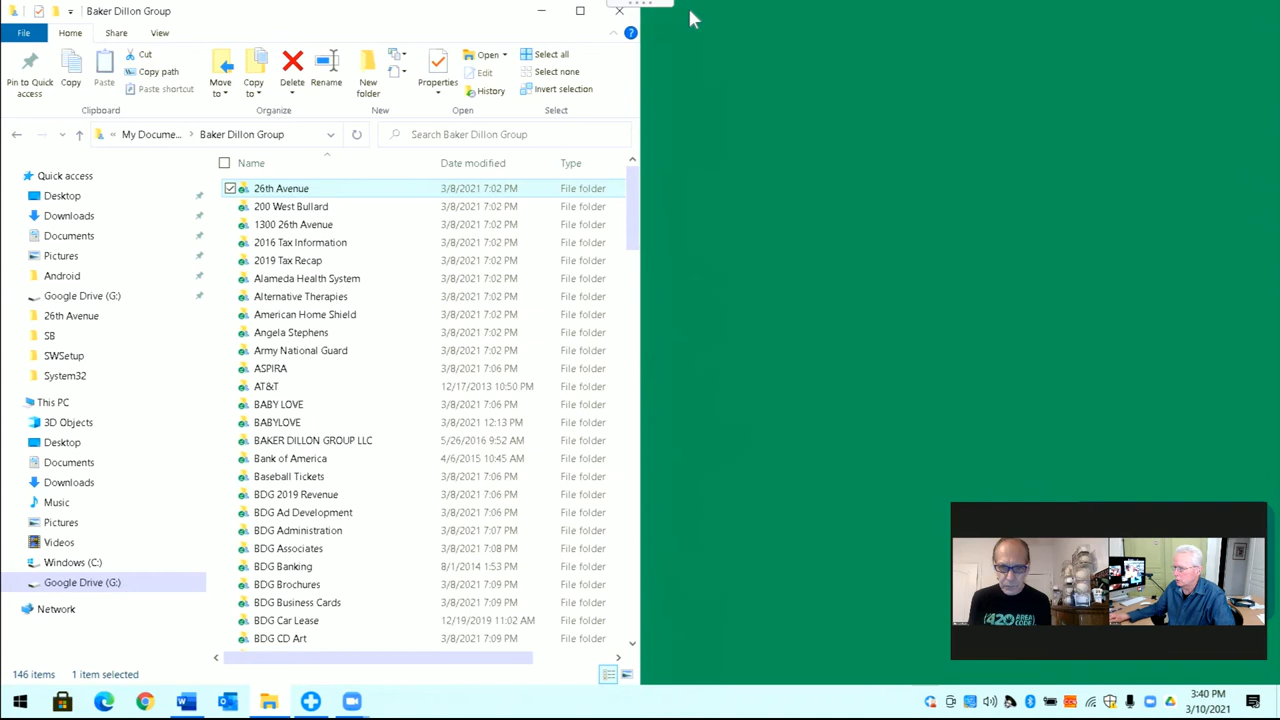 Baker Dillon Group
File Home Share View
Pin to Quick access
Copy
Paste
Cut
Copy path
Paste shortcut
Clipboard
Move to
Copy to
Delete
Rename
Organize
New folder
New
Properties
Open
Edit
History
Open
Select all
Select none
Invert selection
Select
« My Docume... > Baker Dillon Group
Search Baker Dillon Group
Quick access
Desktop
Downloads
Documents
Pictures
Android
Google Drive (G:)
26th Avenue
SB
SWSetup
System32
This PC
3D Objects
Desktop
Documents
Downloads
Music
Pictures
Videos
Windows (C:)
Google Drive (G:)
Network
Name Date modified Type
26th Avenue 3/8/2021 7:02 PM File folder
200 West Bullard 3/8/2021 7:02 PM File folder
1300 26th Avenue 3/8/2021 7:02 PM File folder
2016 Tax Information 3/8/2021 7:02 PM File folder
2019 Tax Recap 3/8/2021 7:02 PM File folder
Alameda Health System 3/8/2021 7:02 PM File folder
Alternative Therapies 3/8/2021 7:02 PM File folder
American Home Shield 3/8/2021 7:02 PM File folder
Angela Stephens 3/8/2021 7:02 PM File folder
Army National Guard 3/8/2021 7:02 PM File folder
ASPIRA 3/8/2021 7:06 PM File folder
AT&T 12/17/2013 10:50 PM File folder
BABY LOVE 3/8/2021 7:06 PM File folder
BABYLOVE 3/8/2021 12:13 PM File folder
BAKER DILLON GROUP LLC 5/26/2016 9:52 AM File folder
Bank of America 4/6/2015 10:45 AM File folder
Baseball Tickets 3/8/2021 7:06 PM File folder
BDG 2019 Revenue 3/8/2021 7:06 PM File folder
BDG Ad Development 3/8/2021 7:06 PM File folder
BDG Administration 3/8/2021 7:07 PM File folder
BDG Associates 3/8/2021 7:08 PM File folder
BDG Banking 8/1/2014 1:53 PM File folder
BDG Brochures 3/8/2021 7:09 PM File folder
BDG Business Cards 3/8/2021 7:09 PM File folder
BDG Car Lease 12/19/2019 11:02 AM File folder
BDG CD Art 3/8/2021 7:09 PM File folder
146 items 1 item selected
420 AREA CODE
3:40 PM
3/10/2021